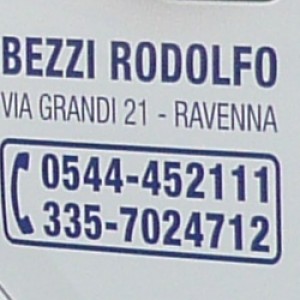 BEZZI RODOLFO
VIA GRANDI 21 - RAVENNA
0544-452111
335-7024712